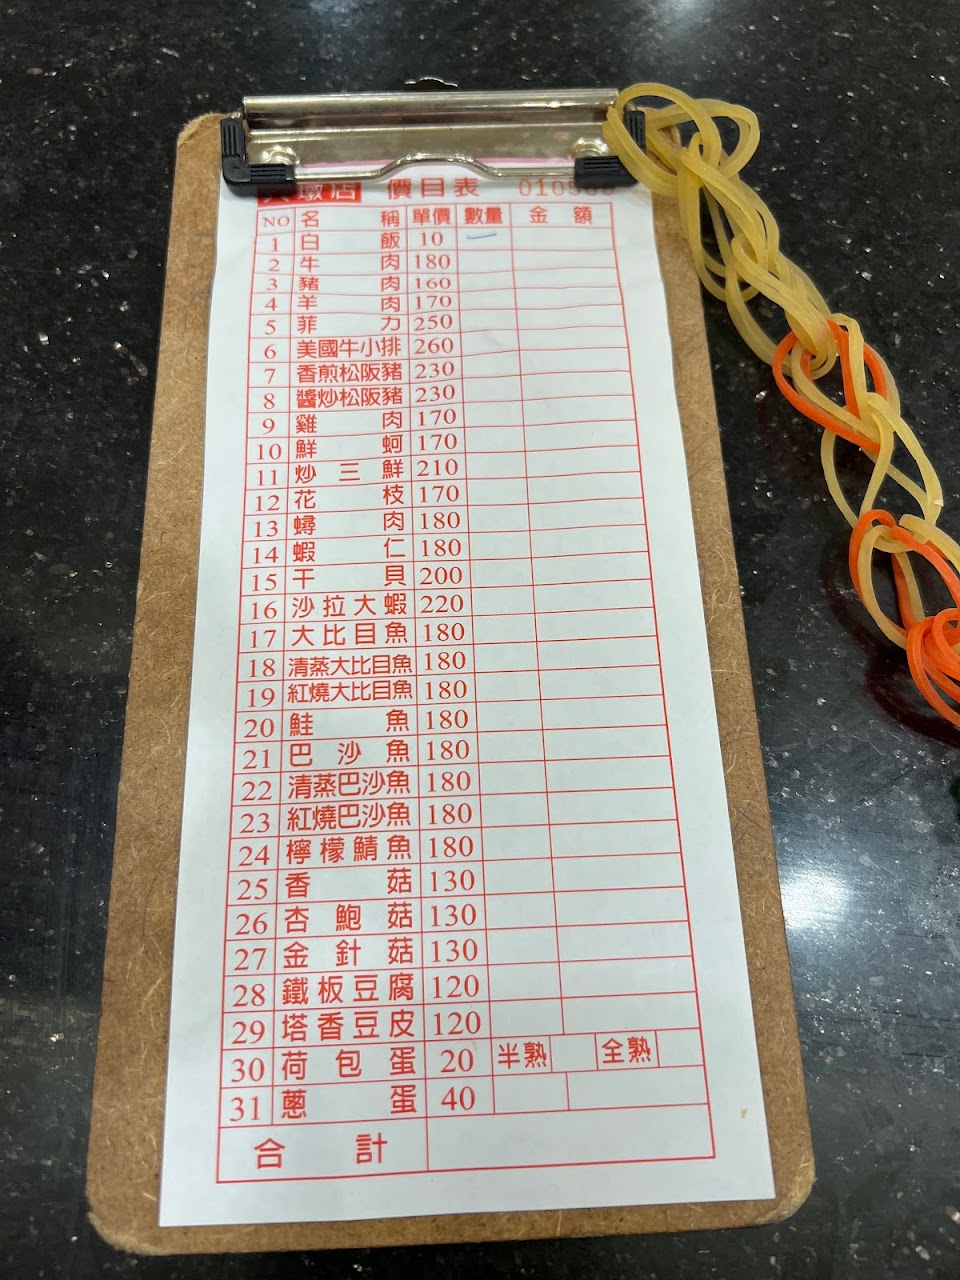 墩店 價目表 010506
NO 名稱 單價 數量 金額
1 白飯 10
2 牛肉 180
3 豬肉 160
4 羊肉 170
5 菲力 250
6 美國牛小排 260
7 香煎松阪豬 230
8 醬炒松阪豬 230
9 雞肉 170
10 鮮蚵 170
11 炒三鮮 210
12 花枝 170
13 蟳肉 180
14 蝦仁 180
15 干貝 200
16 沙拉大蝦 220
17 大比目魚 180
18 清蒸大比目魚 180
19 紅燒大比目魚 180
20 鮭魚 180
21 巴沙魚 180
22 清蒸巴沙魚 180
23 紅燒巴沙魚 180
24 檸檬鯖魚 180
25 香菇 130
26 杏鮑菇 130
27 金針菇 130
28 鐵板豆腐 120
29 塔香豆皮 120
30 荷包蛋 20 半熟 全熟
31 蔥蛋 40
合計